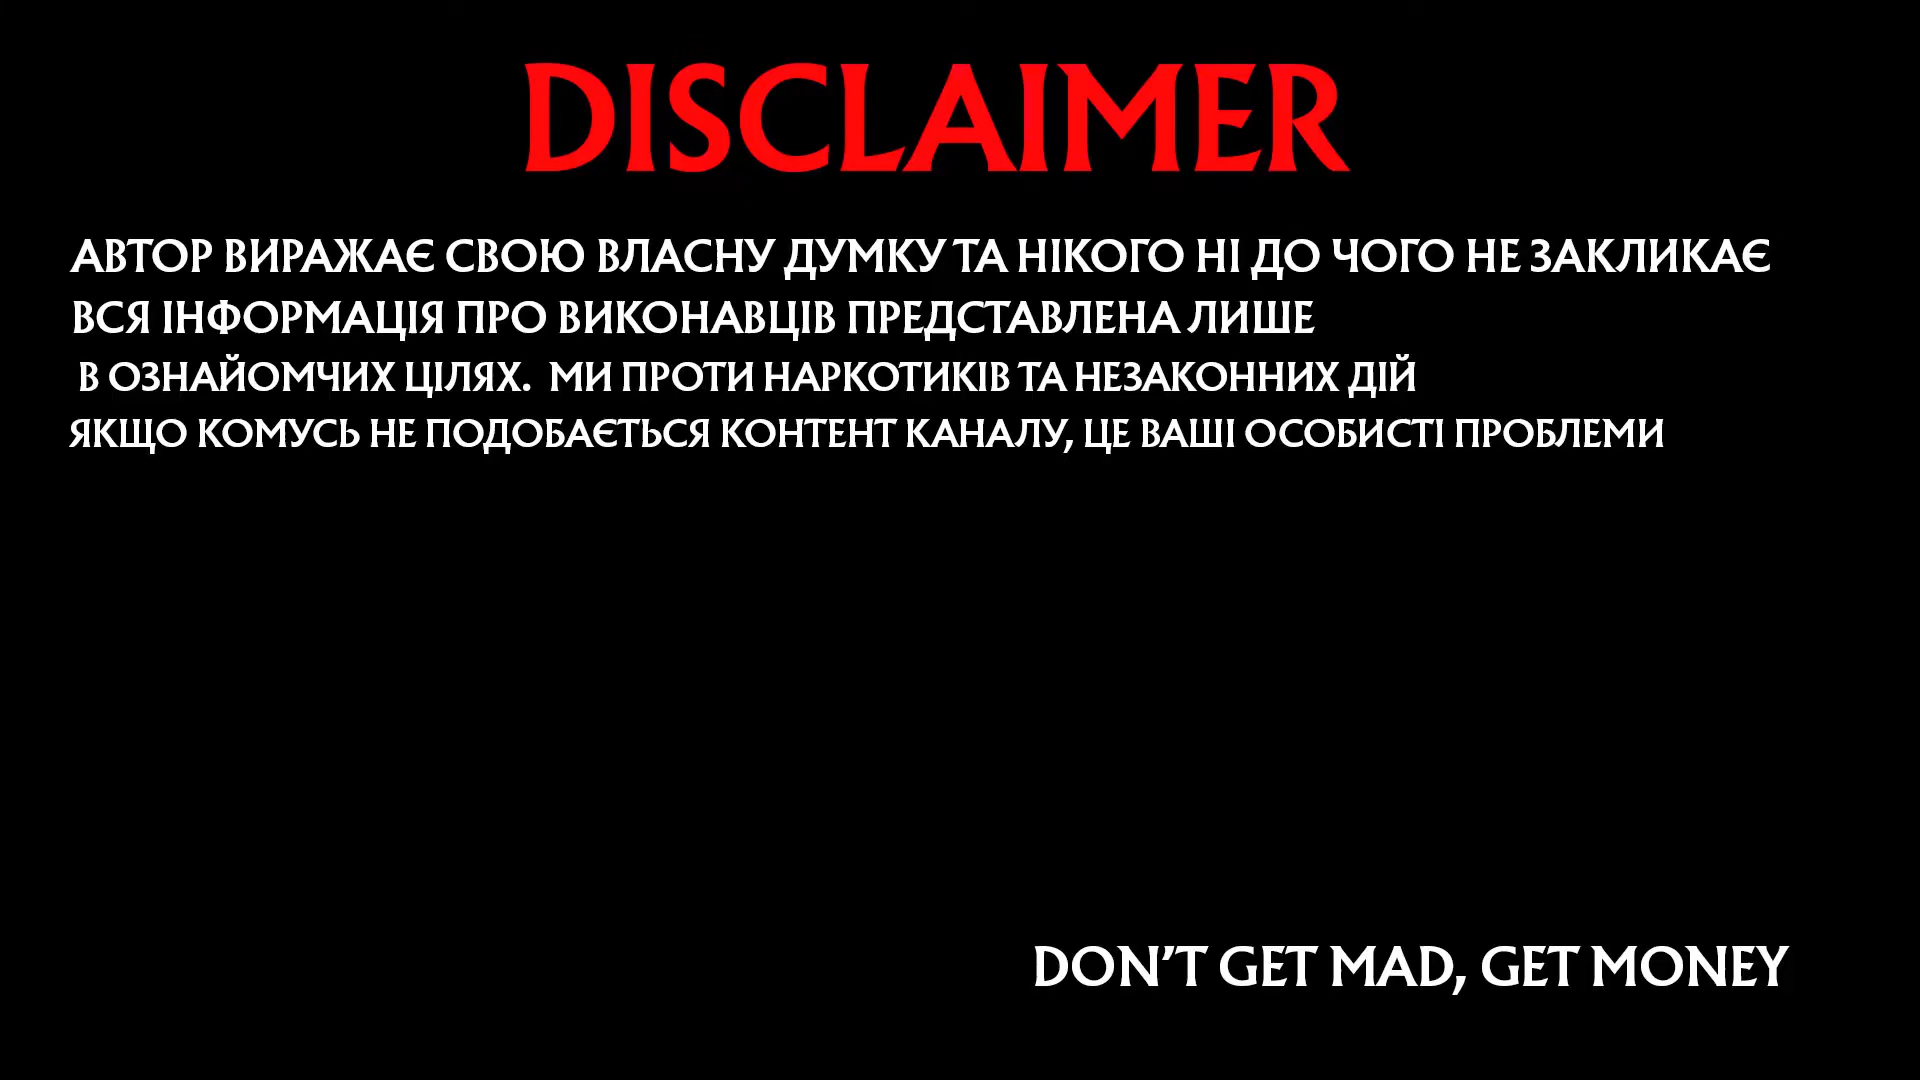 DISCLAIMER
АВТОР ВИРАЖАЄ СВОЮ ВЛАСНУ ДУМКУ ТА НІКОГО НІ ДО ЧОГО НЕ ЗАКЛИКАЄ
ВСЯ ІНФОРМАЦІЯ ПРО ВИКОНАВЦІВ ПРЕДСТАВЛЕНА ЛИШЕ
В ОЗНАЙОМЧИХ ЦІЛЯХ. МИ ПРОТИ НАРКОТИКІВ ТА НЕЗАКОННИХ ДІЙ
ЯКЩО КОМУСЬ НЕ ПОДОБАЄТЬСЯ КОНТЕНТ КАНАЛУ, ЦЕ ВАШІ ОСОБИСТІ ПРОБЛЕМИ
DON'T GET MAD, GET MONEY